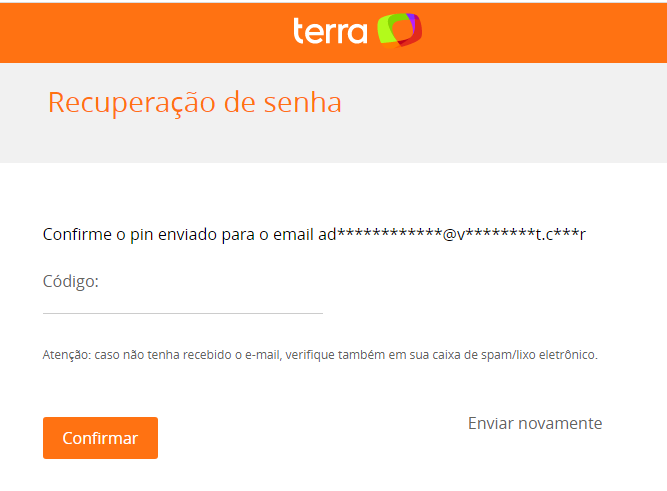 terra
Recuperação de senha
Confirme o pin enviado para o email ad************@v********t.c***r
Código:
Atenção: caso não tenha recebido o e-mail, verifique também em sua caixa de spam/lixo eletrônico.
Enviar novamente
Confirmar